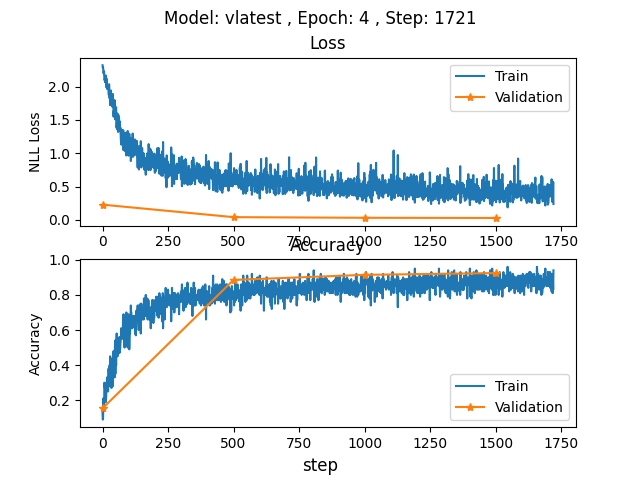 Model: vlatest , Epoch: 4 , Step: 1721
Loss
NLL Loss
2.0
1.5
1.0
0.5
0.0
Train
Validation
0 250 500 750 1000 1250 1500 1750
Accuracy
Accuracy
1.0
0.8
0.6
0.4
0.2
Train
Validation
0 250 500 750 1000 1250 1500 1750
step